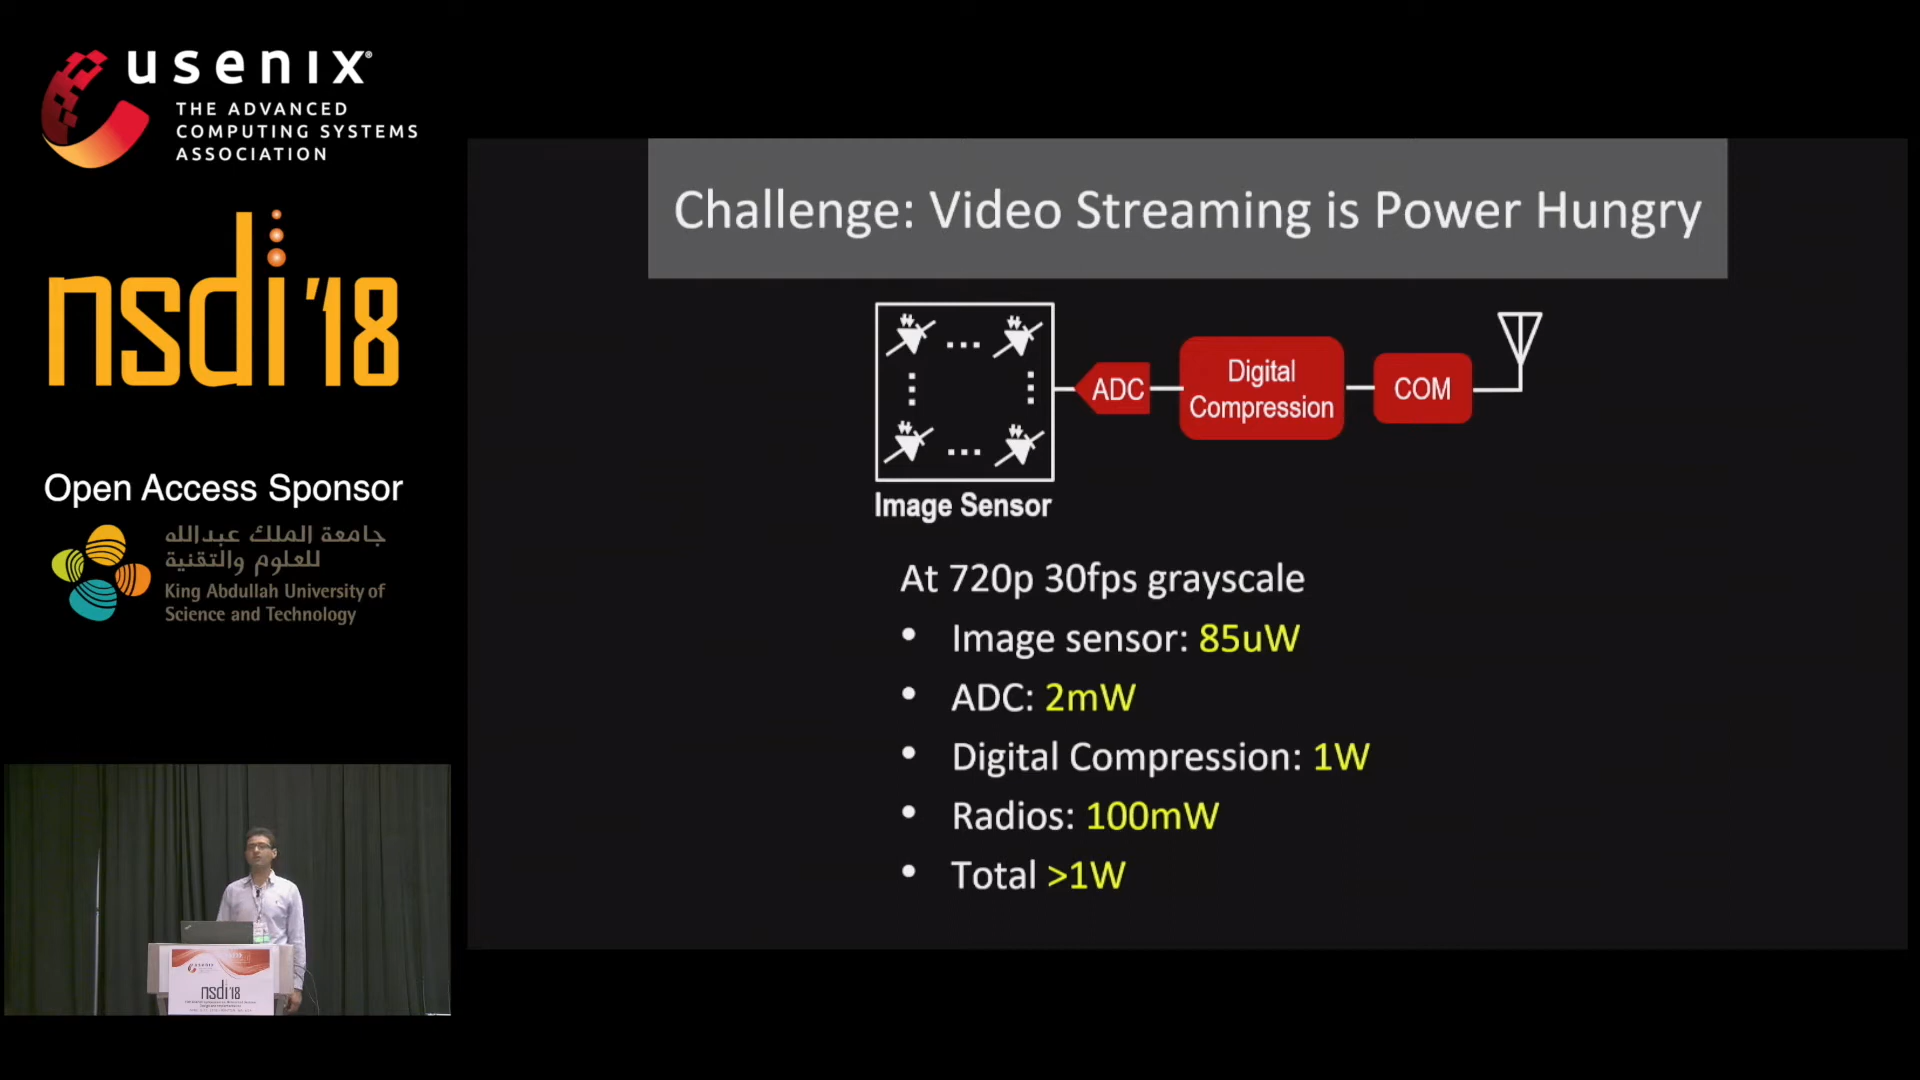 usenix®
THE ADVANCED
COMPUTING SYSTEMS
ASSOCIATION
nsdi '18
Open Access Sponsor
جامعة الملك عبدالله
للعلوم والتقنية
King Abdullah University of
Science and Technology
Challenge: Video Streaming is Power Hungry
ADC
Digital
Compression
COM
Image Sensor
At 720p 30fps grayscale
• Image sensor: 85uW
• ADC: 2mW
• Digital Compression: 1W
• Radios: 100mW
• Total >1W
usenix
nsdi'18